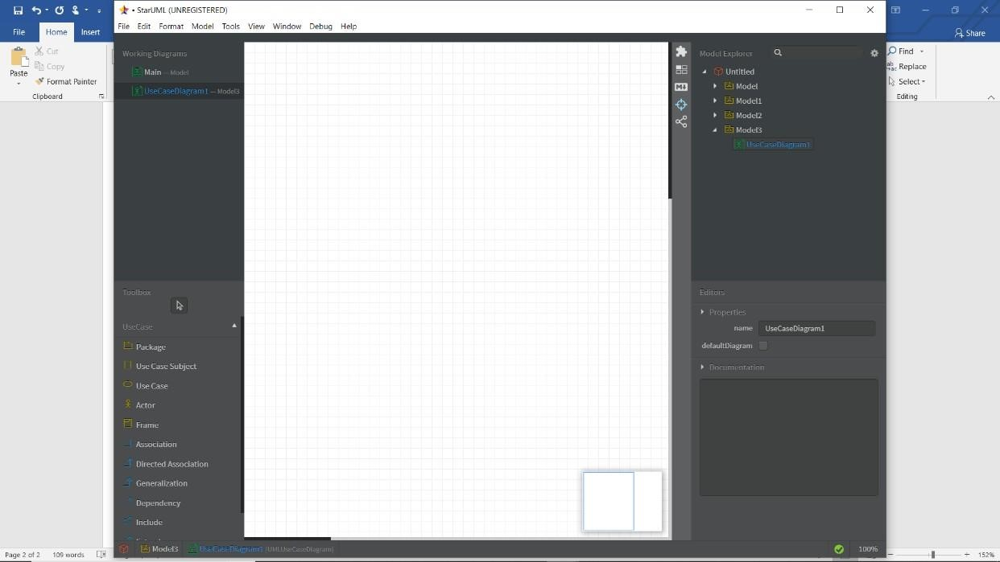 • StarUML (UNREGISTERED)
File Home Insert
File Edit Format Model Tools View Window Debug Help
Share
Paste
Cut
Copy
Format Painter
Clipboard
Find
Replace
Select
Editing
Working Diagrams
Main — Model
UseCaseDiagram1 — Model3
Toolbox
UseCase
Package
Use Case Subject
Use Case
Actor
Frame
Association
Directed Association
Generalization
Dependency
Include
M↓
Model Explorer
Untitled
Model
Model1
Model2
Model3
UseCaseDiagram1
Editors
Properties
name UseCaseDiagram1
defaultDiagram
Documentation
Model3 UseCaseDiagram1 [UMLUseCaseDiagram] 100%
Page 2 of 2 109 words 152%